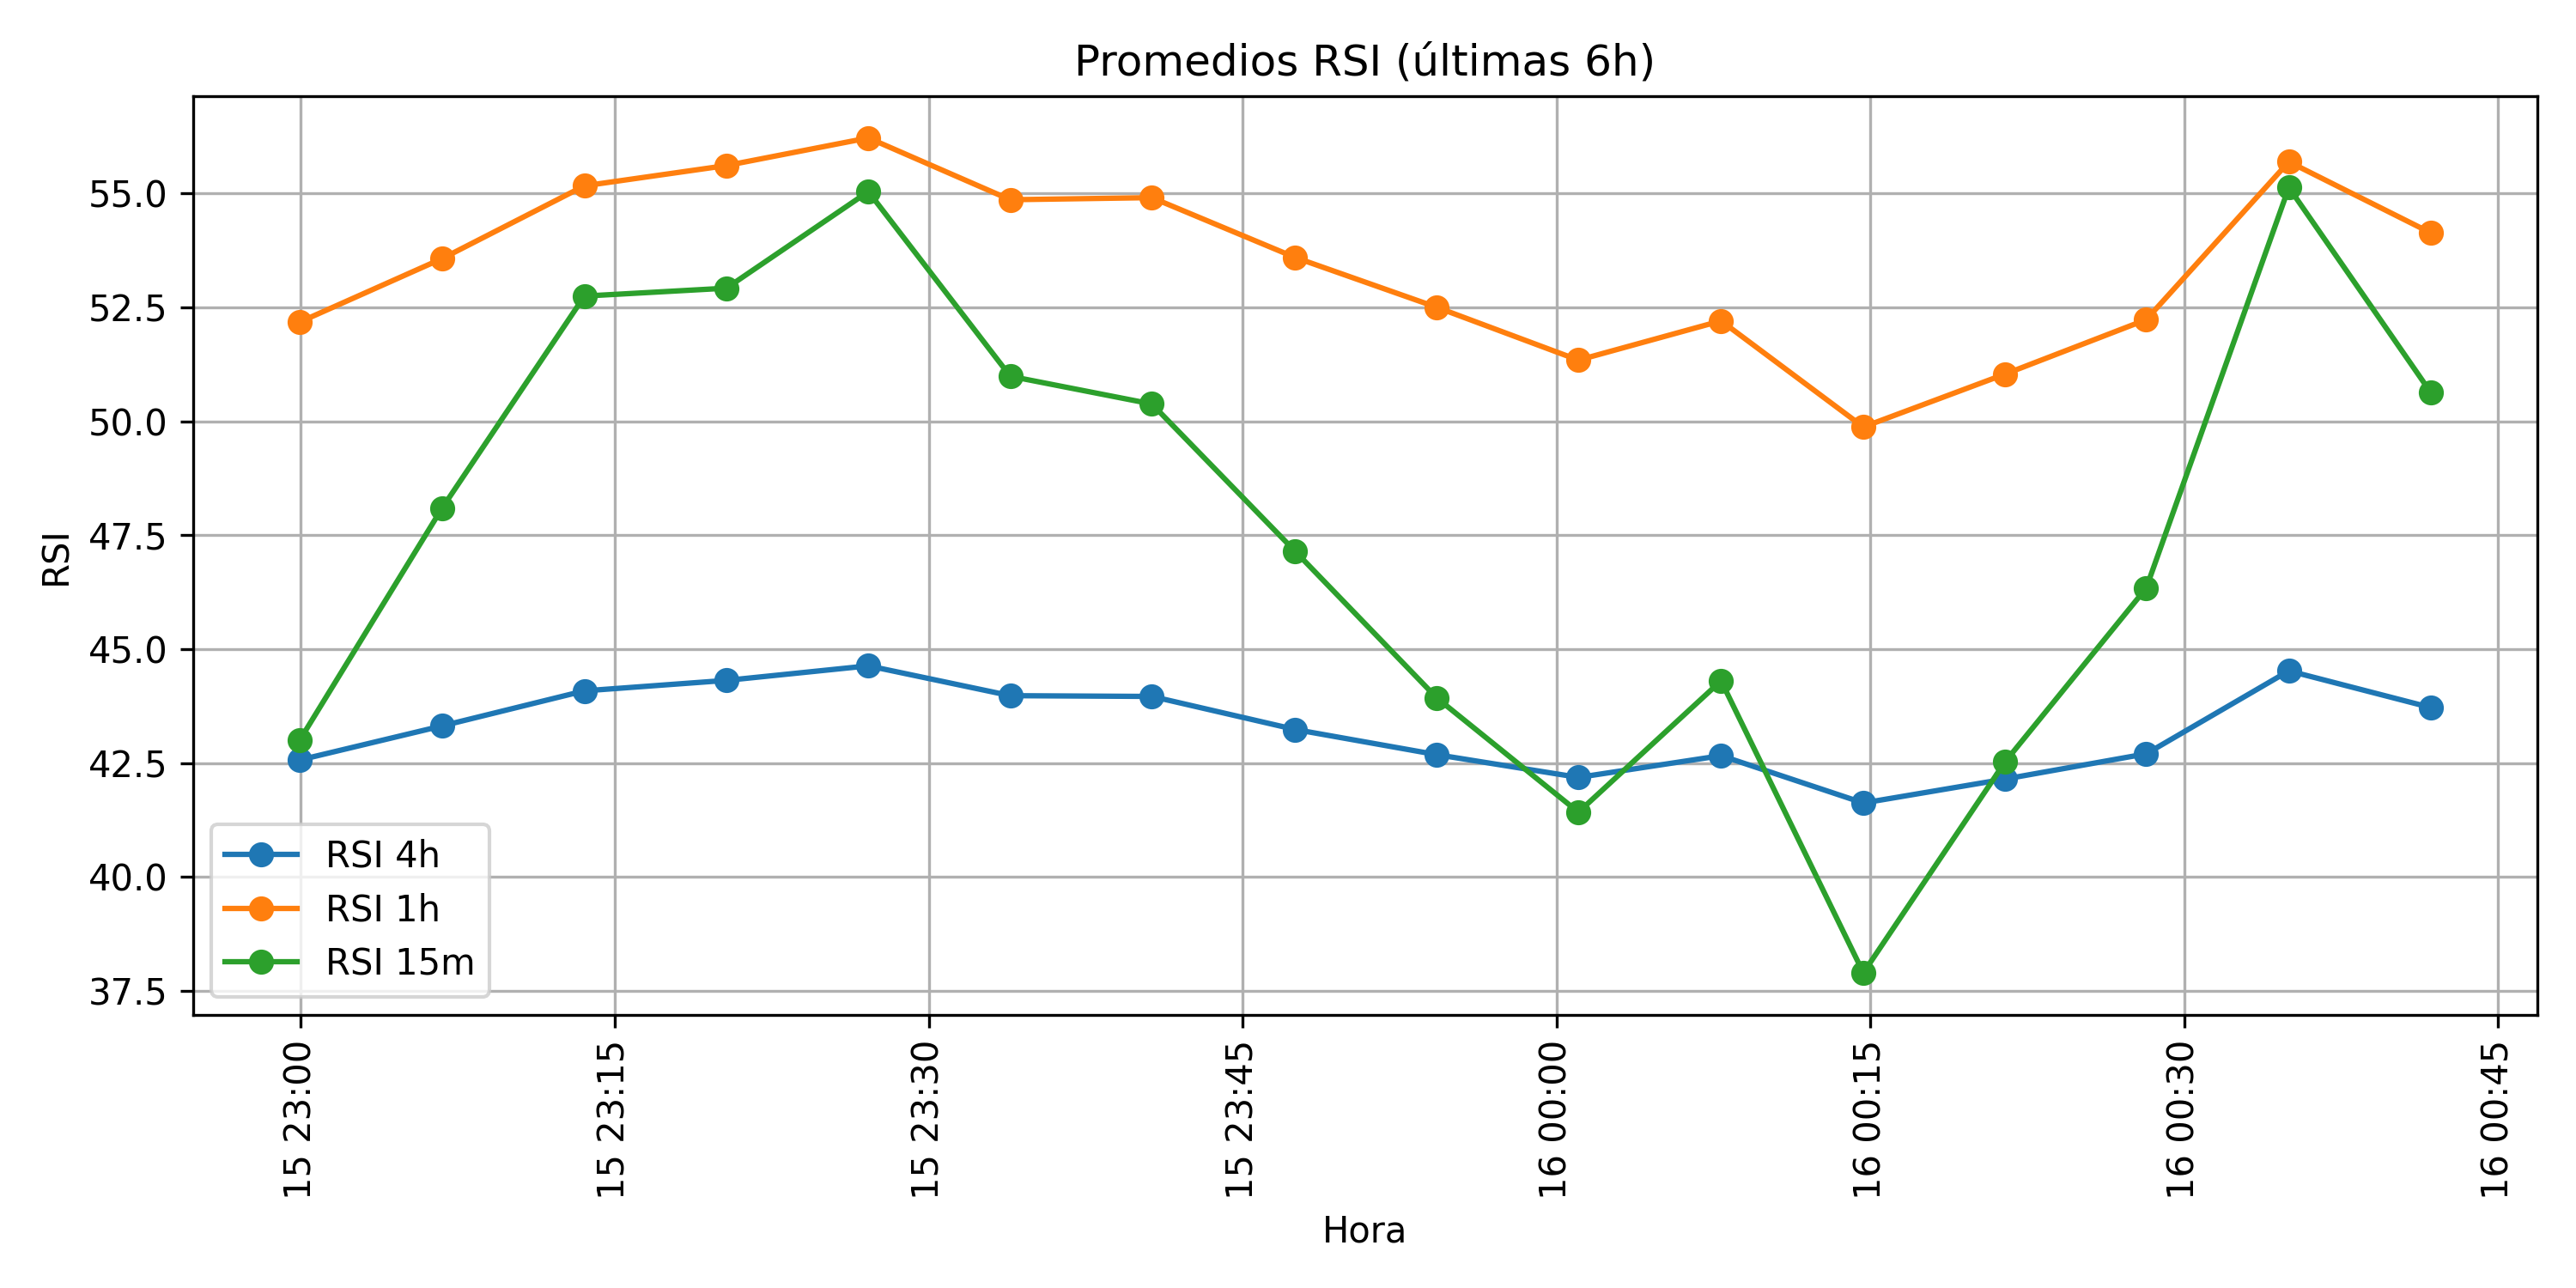 Promedios RSI (últimas 6h)
RSI
55.0
52.5
50.0
47.5
45.0
42.5
40.0
37.5
RSI 4h
RSI 1h
RSI 15m
15 23:00
15 23:15
15 23:30
15 23:45
16 00:00
16 00:15
16 00:30
16 00:45
Hora